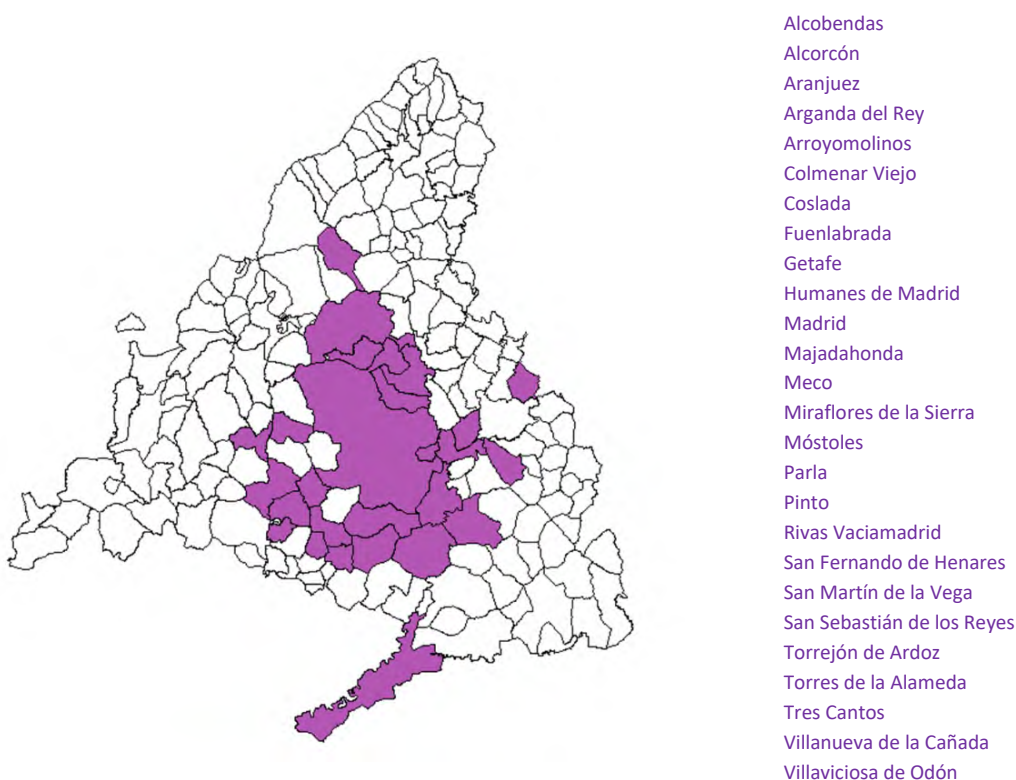 Alcobendas
Alcorcón
Aranjuez
Arganda del Rey
Arroyomolinos
Colmenar Viejo
Coslada
Fuenlabrada
Getafe
Humanes de Madrid
Madrid
Majadahonda
Meco
Miraflores de la Sierra
Móstoles
Parla
Pinto
Rivas Vaciamadrid
San Fernando de Henares
San Martín de la Vega
San Sebastián de los Reyes
Torrejón de Ardoz
Torres de la Alameda
Tres Cantos
Villanueva de la Cañada
Villaviciosa de Odón